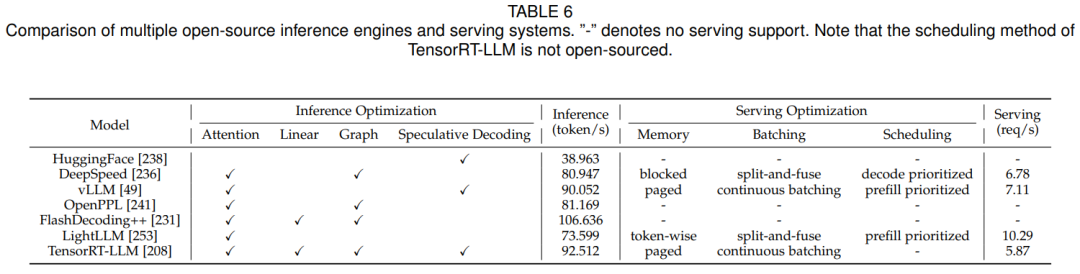 TABLE 6
Comparison of multiple open-source inference engines and serving systems. ”-” denotes no serving support. Note that the scheduling method of
TensorRT-LLM is not open-sourced.
Model Inference Optimization Inference (token/s) Serving Optimization Serving (req/s)
Attention Linear Graph Speculative Decoding Memory Batching Scheduling
HuggingFace [238] ✓ 38.963 - - - -
DeepSpeed [236] ✓ ✓ 80.947 blocked split-and-fuse decode prioritized 6.78
vLLM [49] ✓ ✓ 90.052 paged continuous batching prefill prioritized 7.11
OpenPPL [241] ✓ ✓ 81.169 - - - -
FlashDecoding++ [231] ✓ ✓ ✓ 106.636 - - - -
LightLLM [253] ✓ 73.599 token-wise split-and-fuse prefill prioritized 10.29
TensorRT-LLM [208] ✓ ✓ ✓ ✓ 92.512 paged continuous batching - 5.87